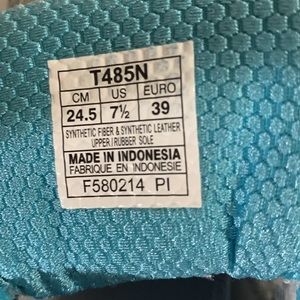 T485N
CM US EURO
24.5 7½ 39
SYNTHETIC FIBER & SYNTHETIC LEATHER
UPPER / RUBBER SOLE
MADE IN INDONESIA
FABRIQUE EN INDONESIE
F580214 PI